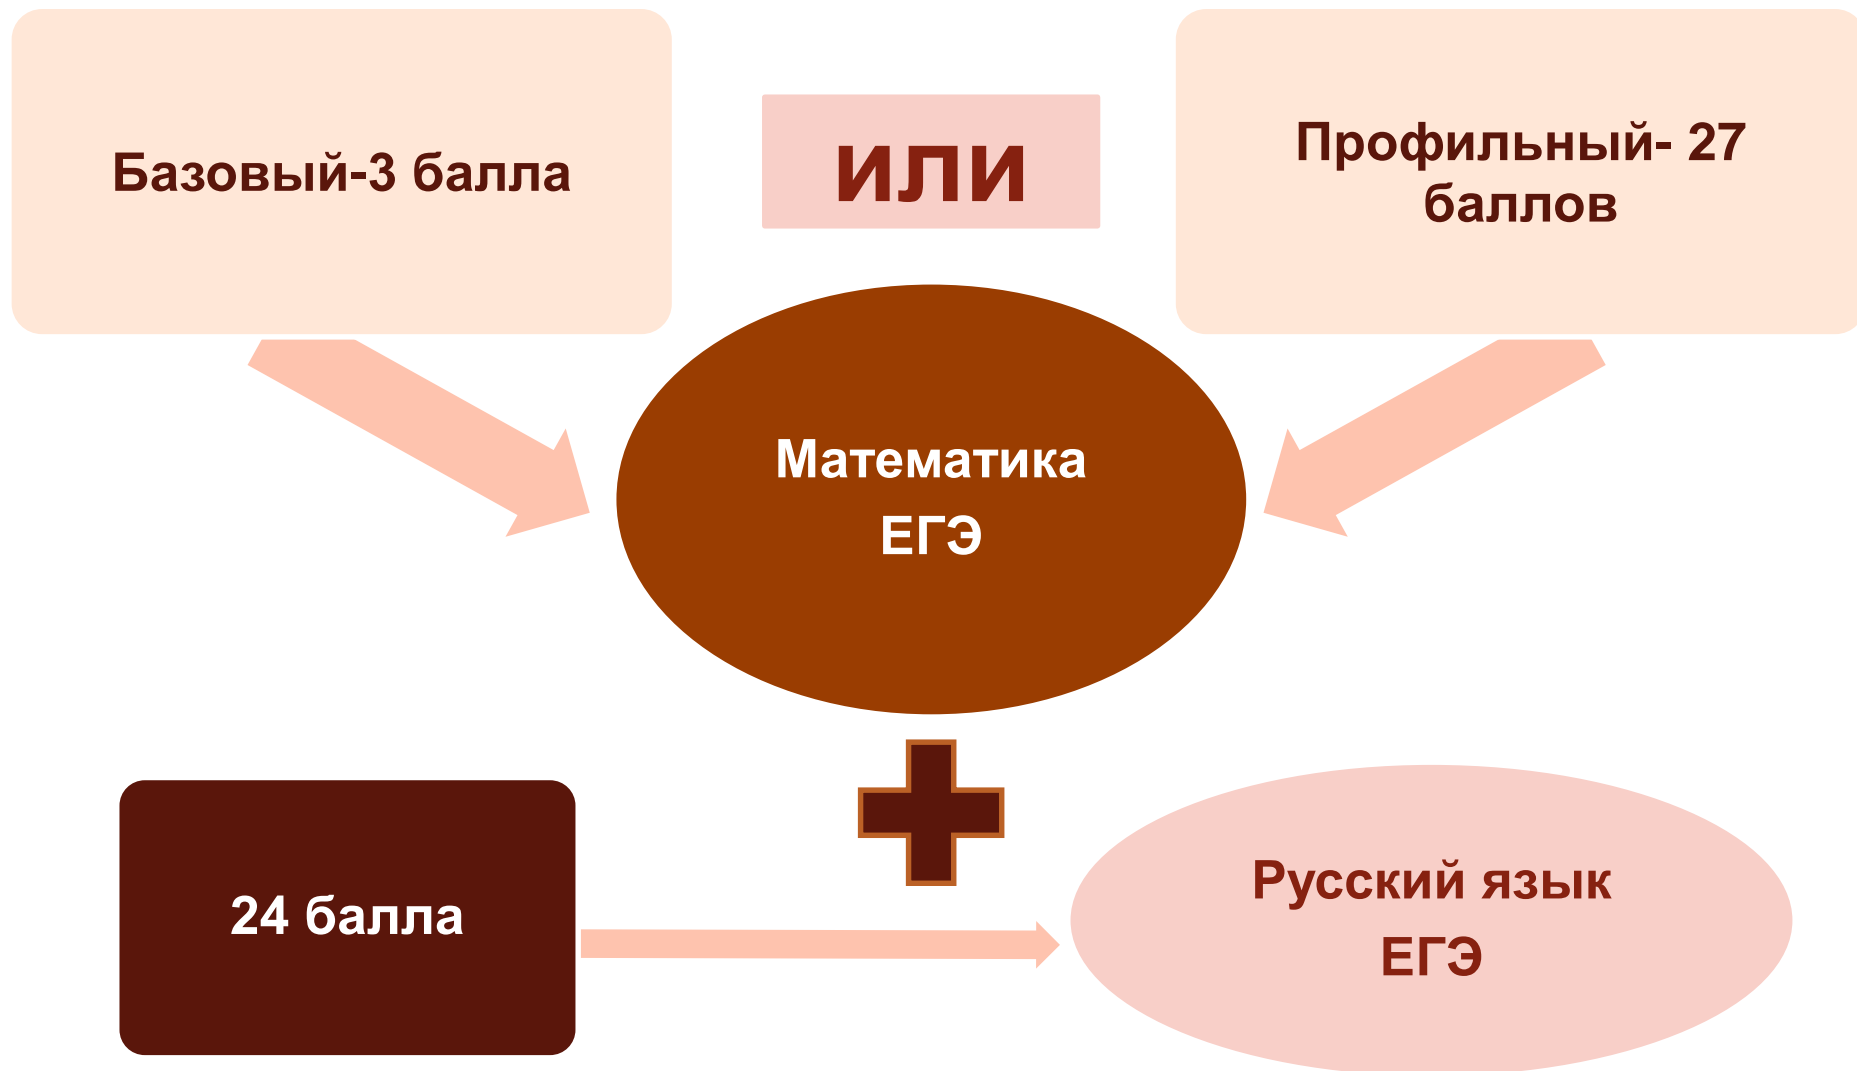 Базовый-3 балла
или
Профильный- 27
баллов
Математика
ЕГЭ
24 балла
Русский язык
ЕГЭ